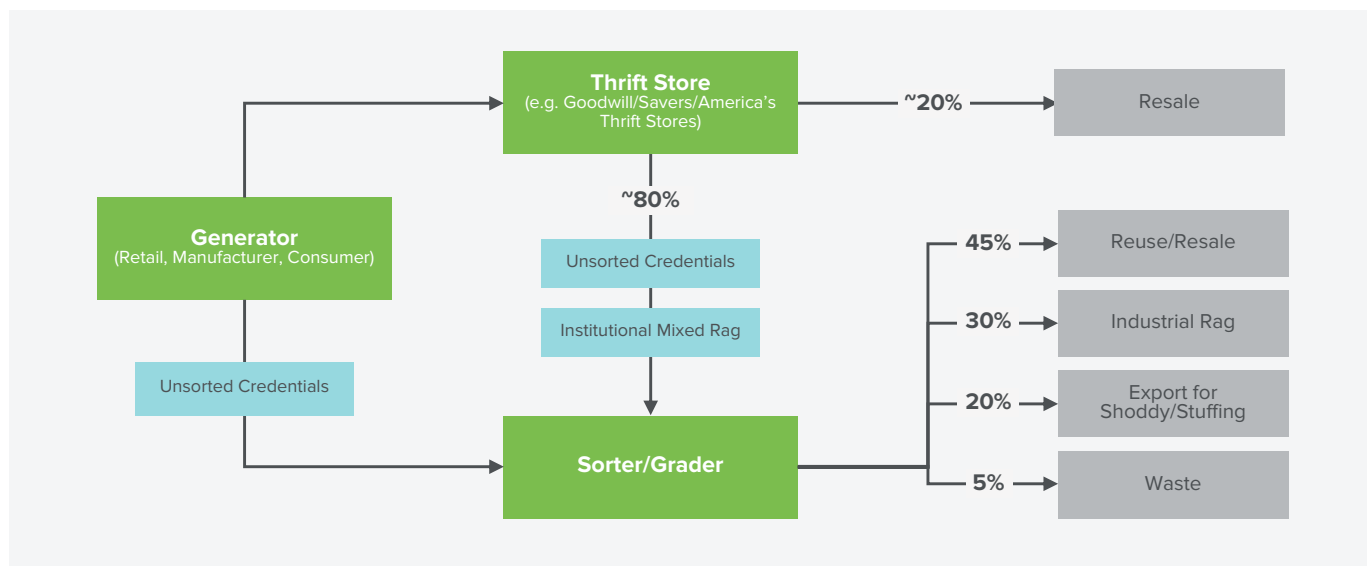 Thrift Store
(e.g. Goodwill/Savers/America's
Thrift Stores)
~20%
Resale
~80%
Generator
(Retail, Manufacturer, Consumer)
Unsorted Credentials
Institutional Mixed Rag
Unsorted Credentials
Sorter/Grader
45%
Reuse/Resale
30%
Industrial Rag
20%
Export for
Shoddy/Stuffing
5%
Waste